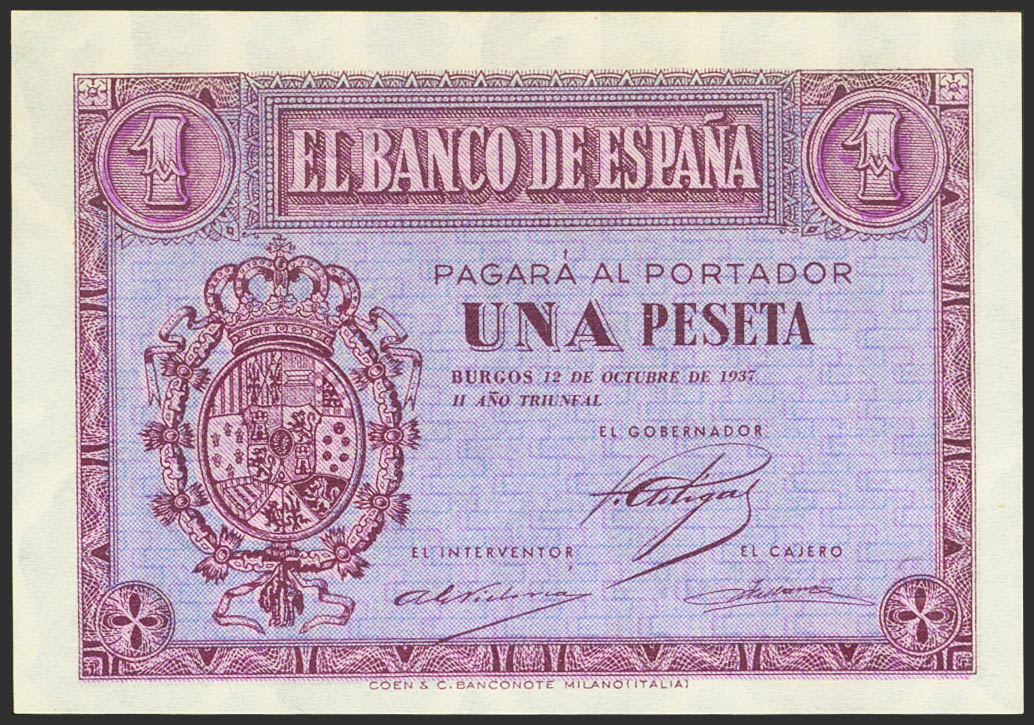 1 EL BANCO DE ESPAÑA 1
PAGARÁ AL PORTADOR
UNA PESETA
BURGOS 12 DE OCTUBRE DE 1937
II AÑO TRIUNFAL
EL GOBERNADOR
EL INTERVENTOR
EL CAJERO
COEN & C. BANCONOTE MILANO (ITALIA)